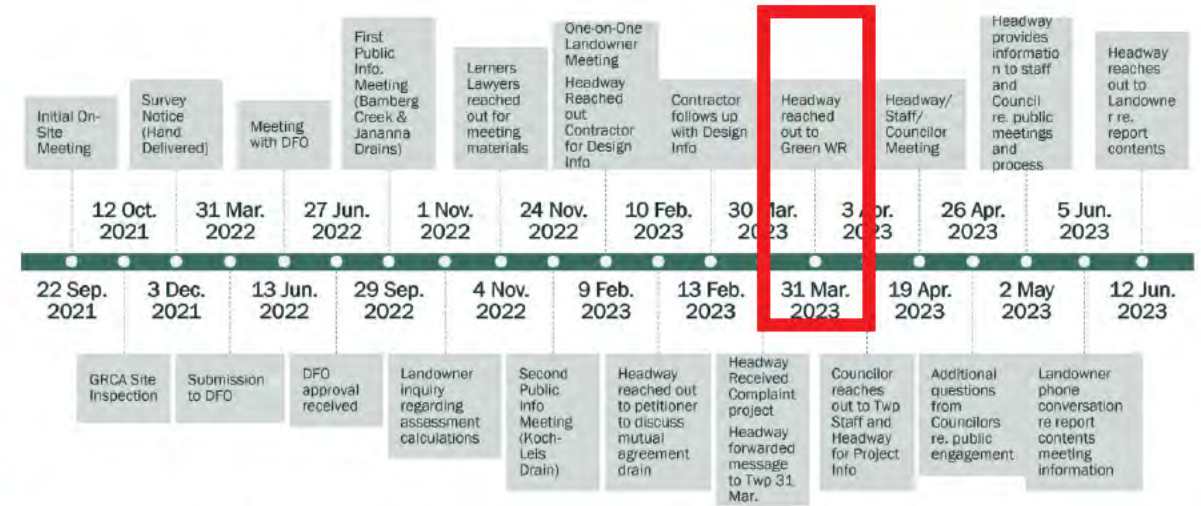 Initial On-
Site
Meeting
Survey
Notice
(Hand
Delivered)
Meeting
with DFO
First
Public
Info.
Meeting
(Bamberg
Creek &
Jananna
Drains)
Lerners
Lawyers
reached
out for
meeting
materials
One-on-One
Landowner
Meeting
Headway
Reached
out
Contractor
for Design
Info
Contractor
follows up
with Design
Info
Headway
reached
out to
Green WR
Headway/
Staff/
Councilor
Meeting
Headway
provides
informatio
n to staff
and
Council
re. public
meetings
and
process
Headway
reaches
out to
Landowne
r re.
report
contents
12 Oct.
2021
31 Mar.
2022
27 Jun.
2022
1 Nov.
2022
24 Nov.
2022
10 Feb.
2023
30 Mar.
2023
3 Apr.
2023
26 Apr.
2023
5 Jun.
2023
22 Sep.
2021
3 Dec.
2021
13 Jun.
2022
29 Sep.
2022
4 Nov.
2022
9 Feb.
2023
13 Feb.
2023
31 Mar.
2023
19 Apr.
2023
2 May
2023
12 Jun.
2023
GRCA Site
Inspection
Submission
to DFO
DFO
approval
received
Landowner
inquiry
regarding
assessment
calculations
Second
Public
Info
Meeting
(Koch-
Leis
Drain)
Headway
reached out
to petitioner
to discuss
mutual
agreement
drain
Headway
Received
Complaint
project
Headway
forwarded
message
to Twp 31
Mar.
Councilor
reaches
out to Twp
Staff and
Headway
for Project
Info
Additional
questions
from
Councilors
re. public
engagement
Landowner
phone
conversation
re report
contents
meeting
information